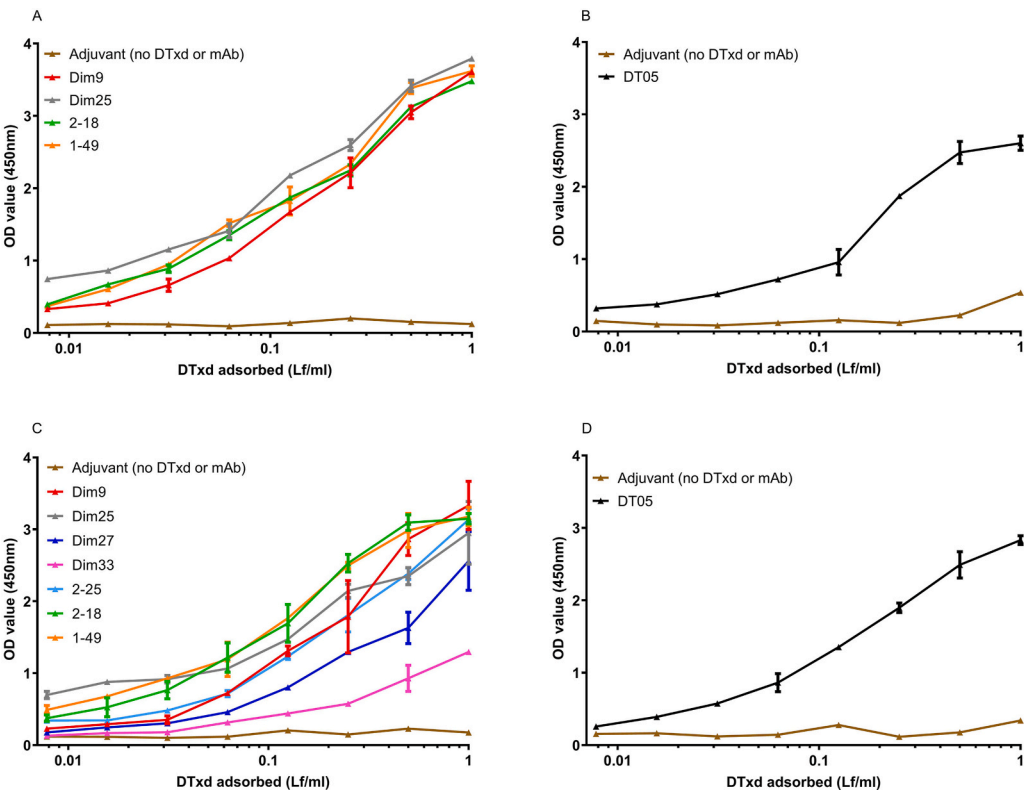 A
Adjuvant (no DTxd or mAb)
Dim9
Dim25
2-18
1-49
OD value (450nm)
4
3
2
1
0
0.01
0.1
1
DTxd adsorbed (Lf/ml)
B
Adjuvant (no DTxd or mAb)
DT05
OD value (450nm)
4
3
2
1
0
0.01
0.1
1
DTxd adsorbed (Lf/ml)
C
Adjuvant (no DTxd or mAb)
Dim9
Dim25
Dim27
Dim33
2-25
2-18
1-49
OD value (450nm)
4
3
2
1
0
0.01
0.1
1
DTxd adsorbed (Lf/ml)
D
Adjuvant (no DTxd or mAb)
DT05
OD value (450nm)
4
3
2
1
0
0.01
0.1
1
DTxd adsorbed (Lf/ml)